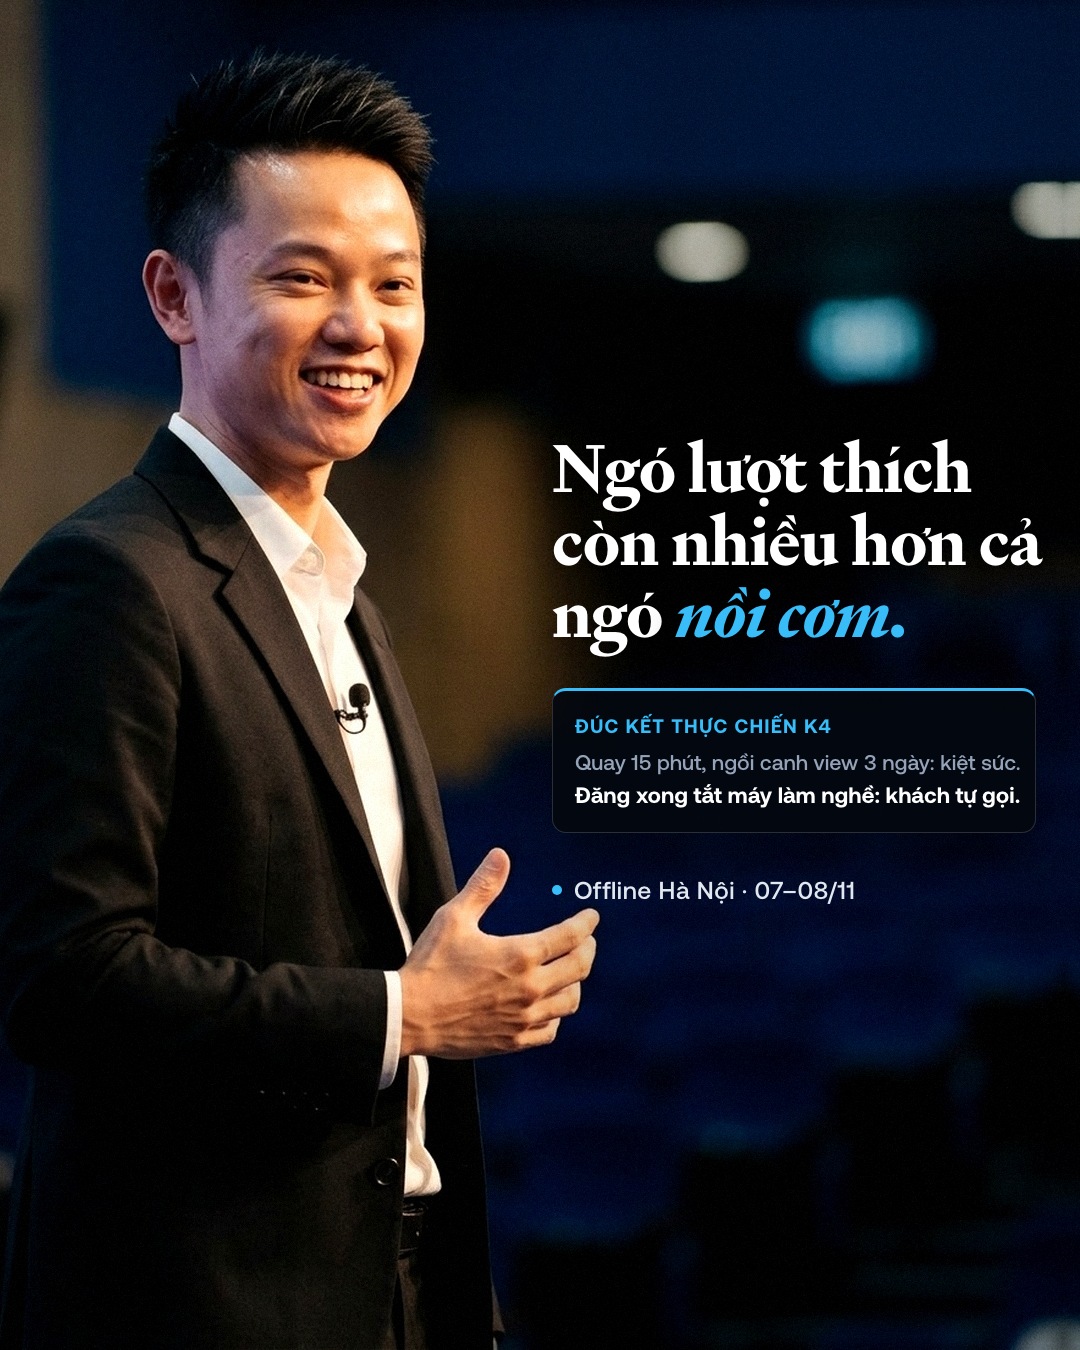 Ngó lượt thích
còn nhiều hơn cả
ngó nồi cơm.
ĐÚC KẾT THỰC CHIẾN K4
Quay 15 phút, ngồi canh view 3 ngày: kiệt sức.
Đăng xong tắt máy làm nghề: khách tự gọi.
Offline Hà Nội · 07–08/11